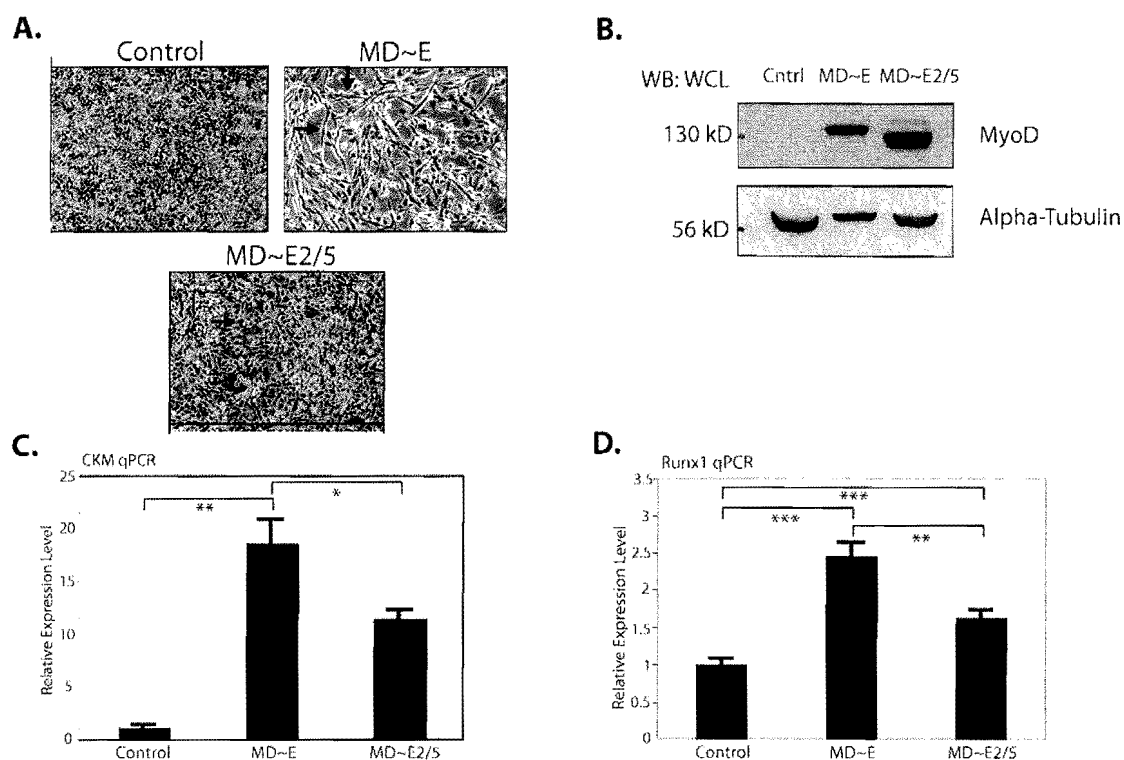 A.
Control
MD~E
MD~E2/5
B.
WB: WCL
Cntrl MD~E MD~E2/5
130 kD
MyoD
56 kD
Alpha-Tubulin
C.
CKM qPCR
Relative Expression Level
25
20
15
10
5
0
**
*
Control MD~E MD~E2/5
D.
Runx1 qPCR
Relative Expression Level
3.5
3
2.5
2
1.5
1
0.5
0
***
***
**
Control MD~E MD~E2/5